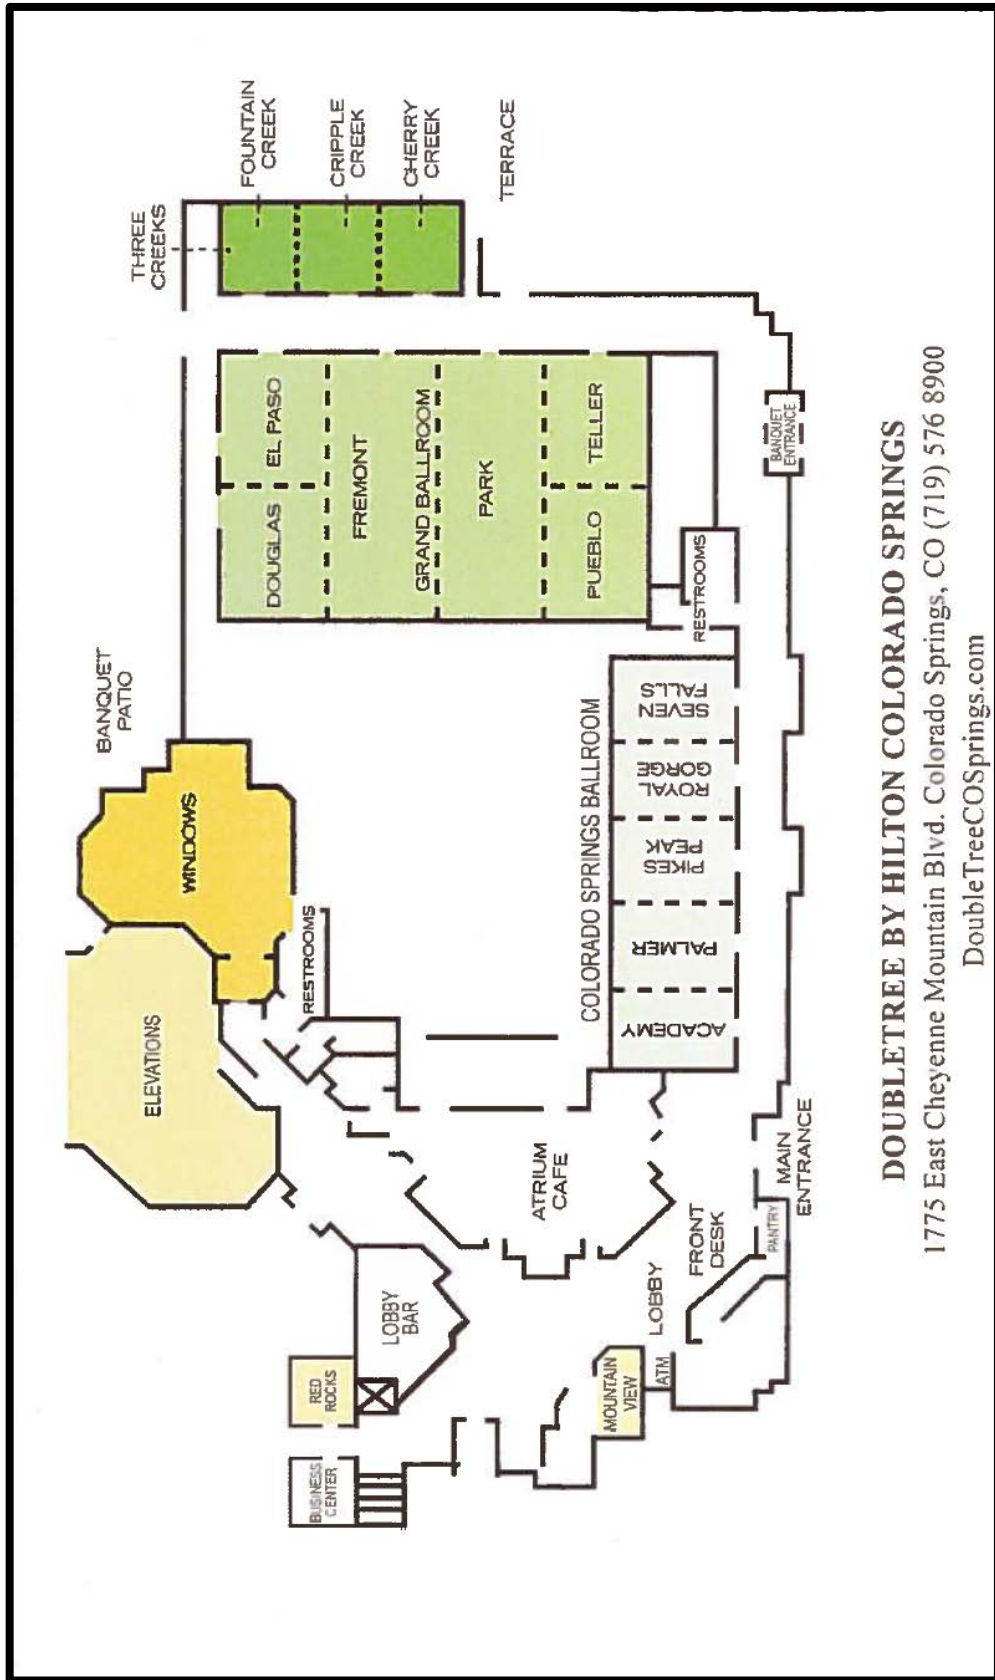 BUSINESS
CENTER
RED
ROCKS
LOBBY
BAR
ELEVATIONS
WINDOWS
BANQUET
PATIO
THREE
CREEKS
FOUNTAIN
CREEK
CRIPPLE
CREEK
CHERRY
CREEK
TERRACE
RESTROOMS
DOUGLAS
EL PASO
FREMONT
GRAND BALLROOM
PARK
PUEBLO
TELLER
ATRIUM
CAFE
COLORADO SPRINGS BALLROOM
ACADEMY
PALMER
PIKES
PEAK
ROYAL
GORGE
SEVEN
FALLS
RESTROOMS
MOUNTAIN
VIEW
ATM
LOBBY
FRONT
DESK
PANTRY
MAIN
ENTRANCE
BANQUET
ENTRANCE
DOUBLETREE BY HILTON COLORADO SPRINGS
1775 East Cheyenne Mountain Blvd. Colorado Springs, CO (719) 576 8900
DoubleTreeCOSprings.com